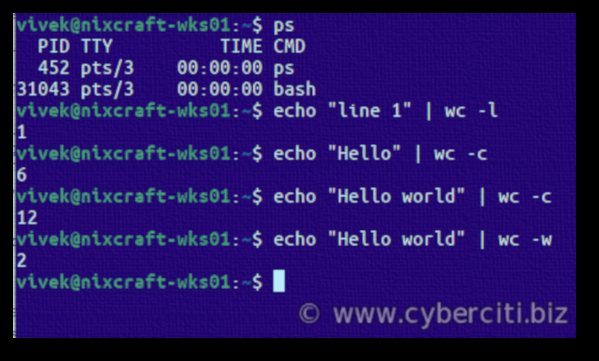 vivek@nixcraft-wks01:~$ ps
  PID TTY          TIME CMD
  452 pts/3    00:00:00 ps
31043 pts/3    00:00:00 bash
vivek@nixcraft-wks01:~$ echo "line 1" | wc -l
1
vivek@nixcraft-wks01:~$ echo "Hello" | wc -c
6
vivek@nixcraft-wks01:~$ echo "Hello world" | wc -c
12
vivek@nixcraft-wks01:~$ echo "Hello world" | wc -w
2
vivek@nixcraft-wks01:~$
© www.cyberciti.biz